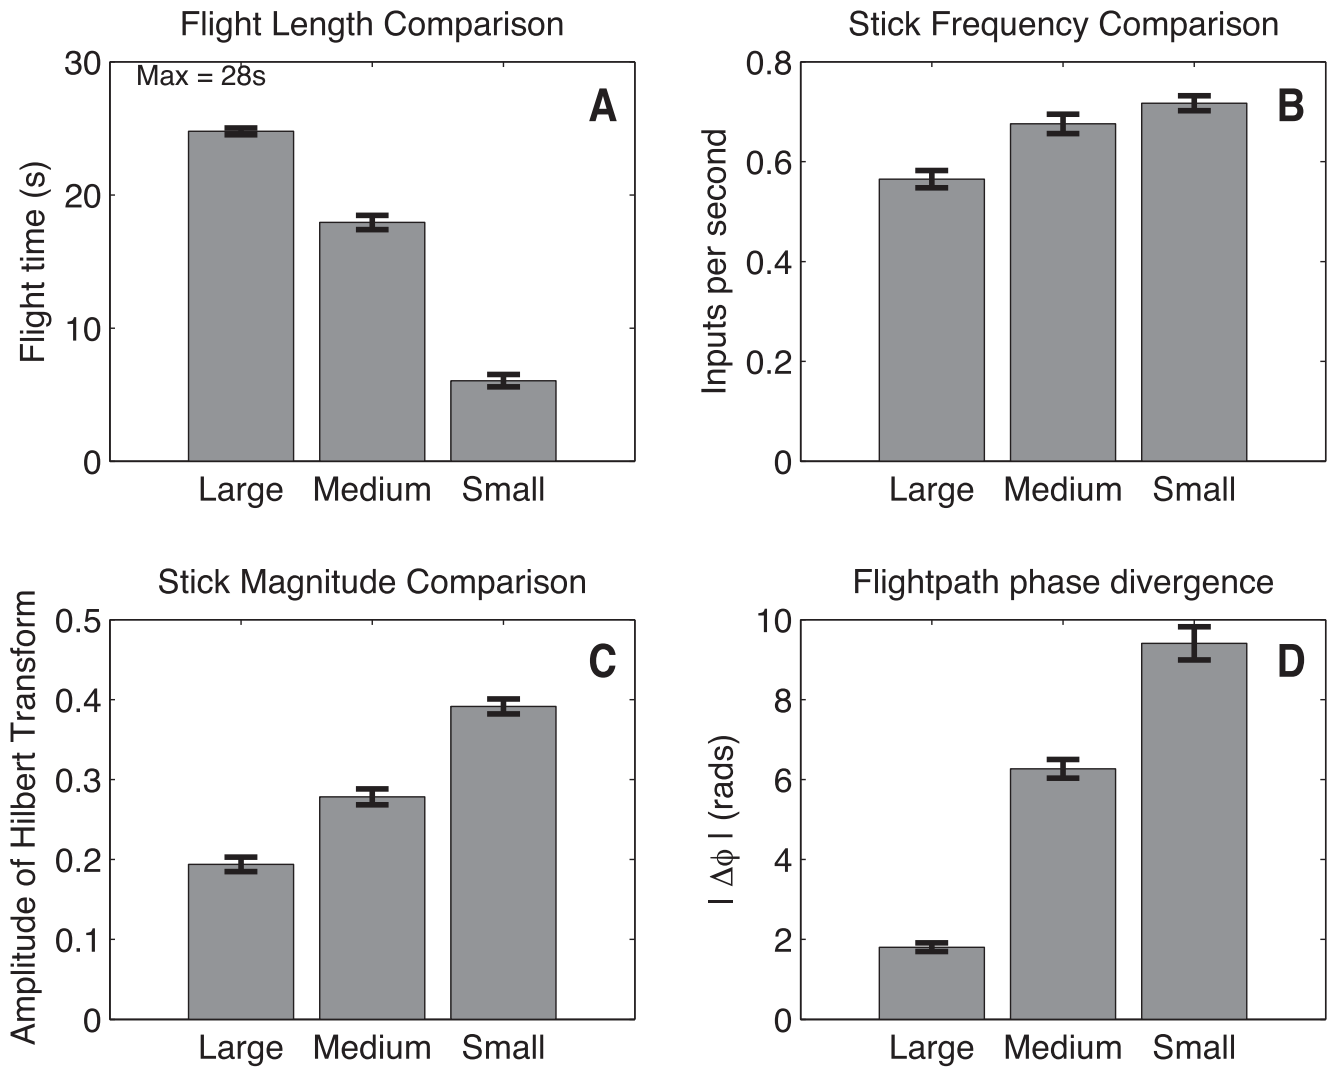 Flight Length Comparison
30
20
10
0
Flight time (s)
Max = 28s
A
Large Medium Small
Stick Frequency Comparison
0.8
0.6
0.4
0.2
0
Inputs per second
B
Large Medium Small
Stick Magnitude Comparison
0.5
0.4
0.3
0.2
0.1
0
Amplitude of Hilbert Transform
C
Large Medium Small
Flightpath phase divergence
10
8
6
4
2
0
| Δϕ | (rads)
D
Large Medium Small